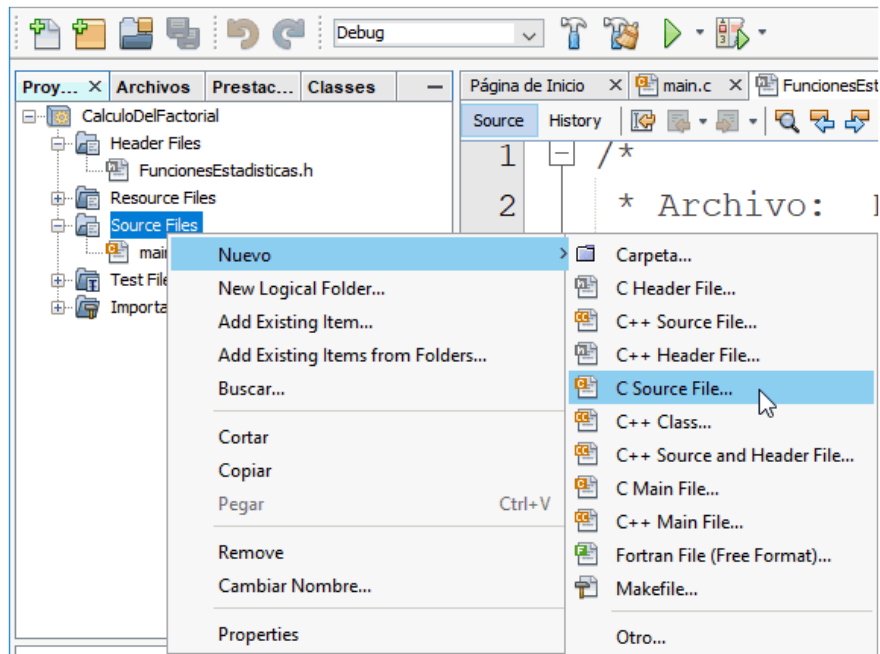 Debug
Proy... × Archivos Prestac... Classes
Página de Inicio × main.c × FuncionesEst
CalculoDelFactorial
Source History
Header Files
1 /*
FuncionesEstadisticas.h
Resource Files
2 * Archivo:
Source Files
mai
Test File
Importa
Nuevo
New Logical Folder...
Add Existing Item...
Add Existing Items from Folders...
Buscar...
Cortar
Copiar
Pegar Ctrl+V
Remove
Cambiar Nombre...
Properties
Carpeta...
C Header File...
C++ Source File...
C++ Header File...
C Source File...
C++ Class...
C++ Source and Header File...
C Main File...
C++ Main File...
Fortran File (Free Format)...
Makefile...
Otro...